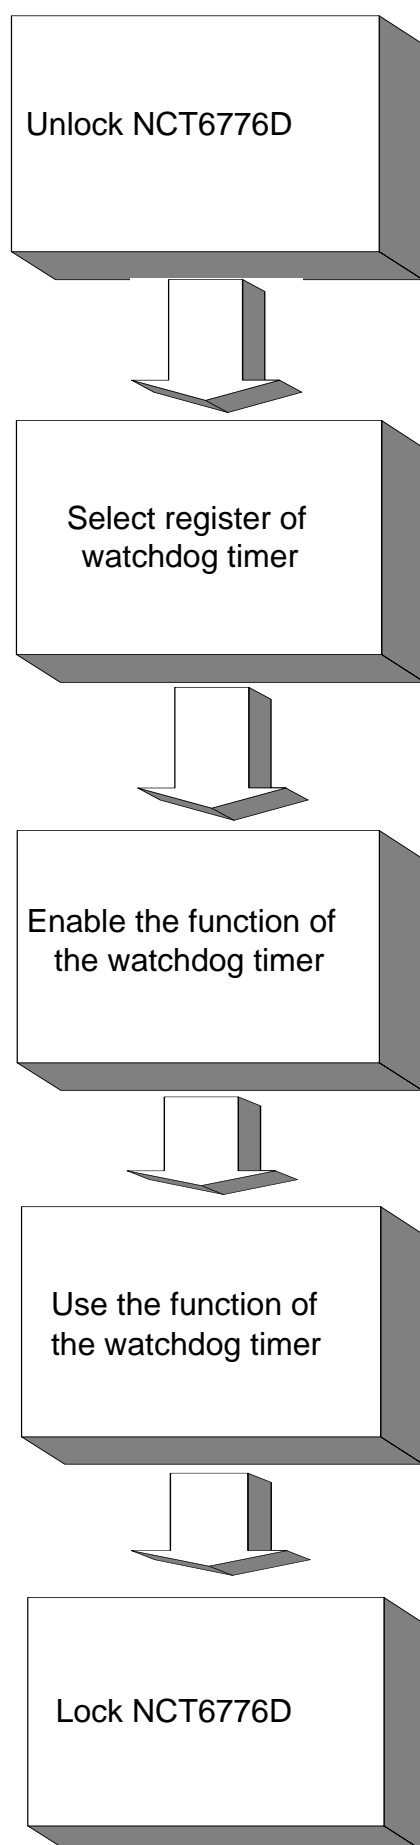 Unlock NCT6776D
Select register of
watchdog timer
Enable the function of
the watchdog timer
Use the function of
the watchdog timer
Lock NCT6776D